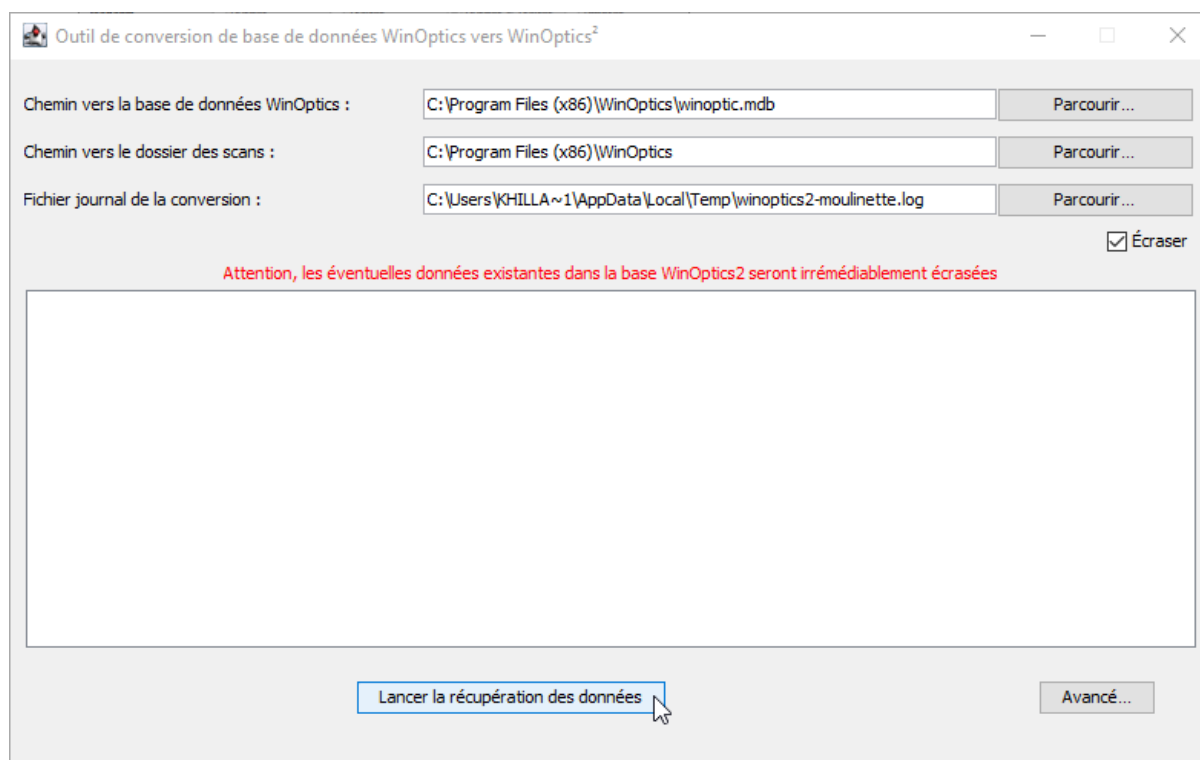 Outil de conversion de base de données WinOptics vers WinOptics²
Chemin vers la base de données WinOptics : C:\Program Files (x86)\WinOptics\winoptic.mdb Parcourir...
Chemin vers le dossier des scans : C:\Program Files (x86)\WinOptics Parcourir...
Fichier journal de la conversion : C:\Users\KHILLA~1\AppData\Local\Temp\winoptics2-moulinette.log Parcourir...
Écraser
Attention, les éventuelles données existantes dans la base WinOptics2 seront irrémédiablement écrasées
Lancer la récupération des données Avancé...